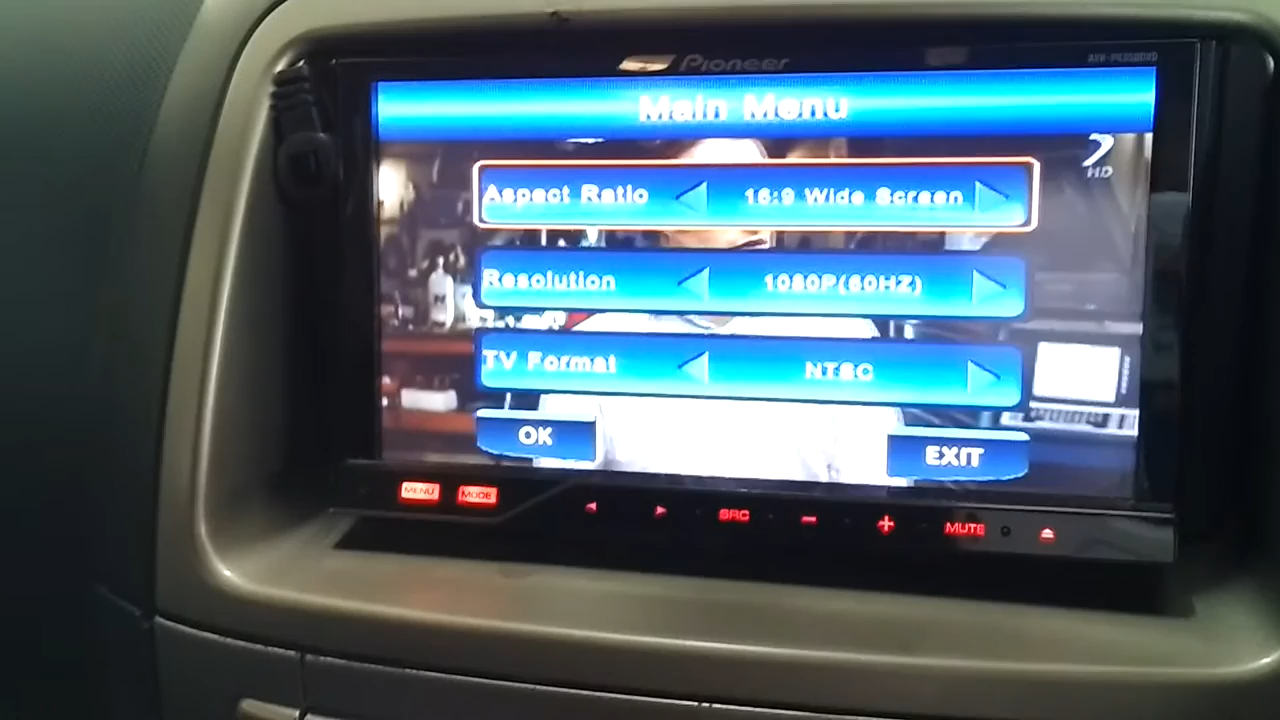 Pioneer
Main Menu
HD
Aspect Ratio 16:9 Wide Screen
Resolution 1080P(60HZ)
TV Format NTSC
OK EXIT
MENU MODE SRC MUTE